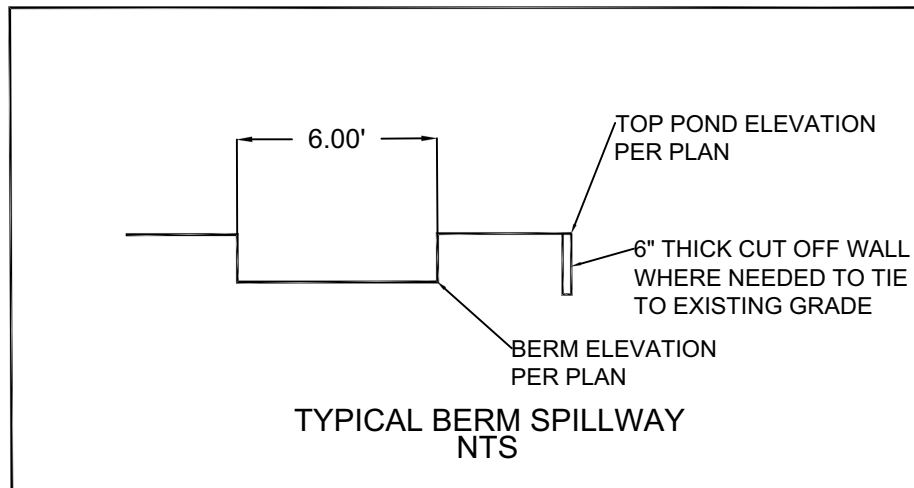 6.00'
TOP POND ELEVATION
PER PLAN
6" THICK CUT OFF WALL
WHERE NEEDED TO TIE
TO EXISTING GRADE
BERM ELEVATION
PER PLAN
TYPICAL BERM SPILLWAY
NTS